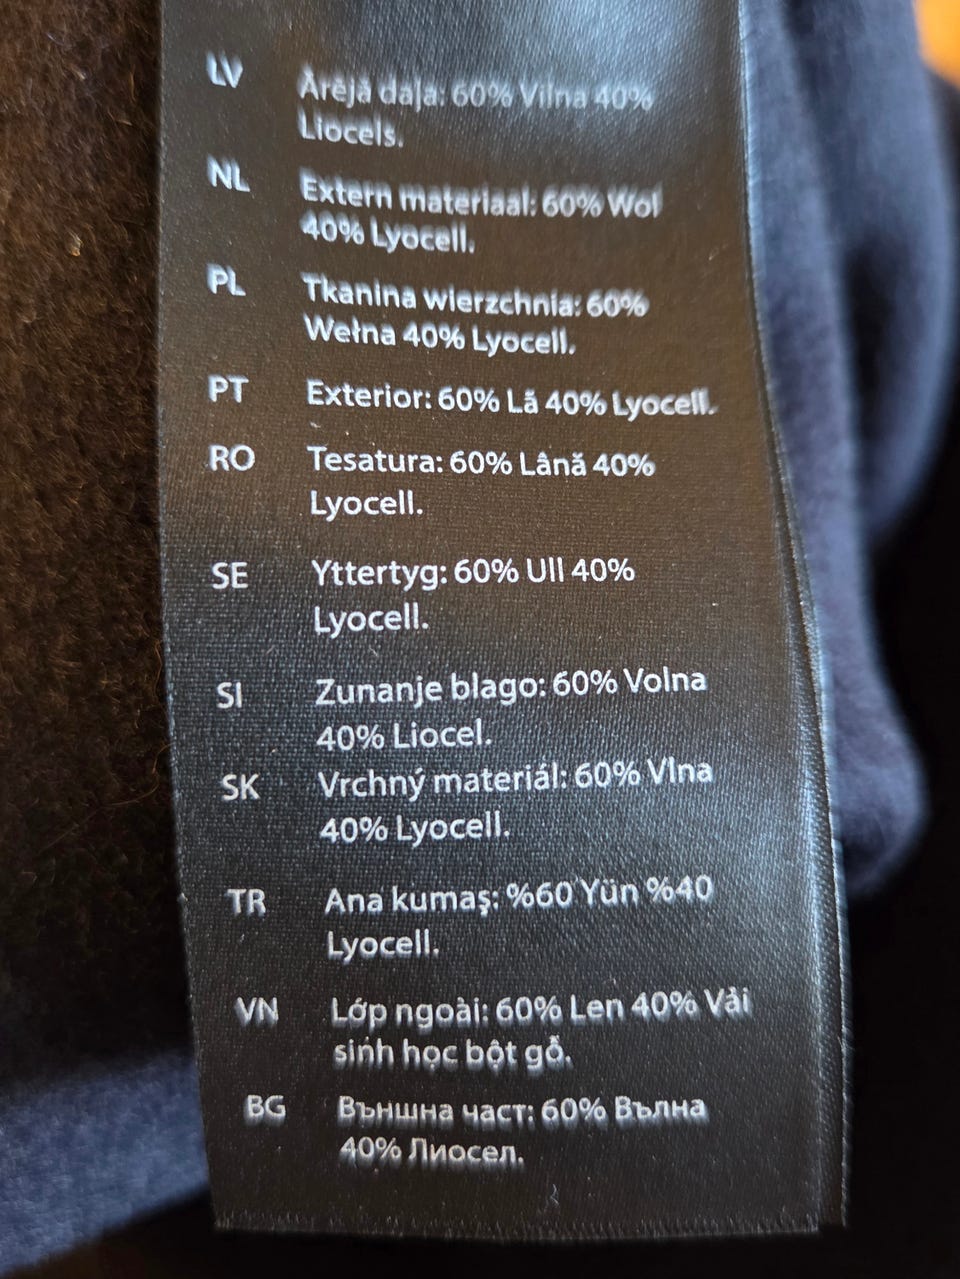 LV Ārējā daļa: 60% Vilna 40%
Liocels.
NL Extern materiaal: 60% Wol
40% Lyocell.
PL Tkanina wierzchnia: 60%
Wełna 40% Lyocell.
PT Exterior: 60% Lã 40% Lyocell.
RO Tesatura: 60% Lână 40%
Lyocell.
SE Yttertyg: 60% Ull 40%
Lyocell.
SI Zunanje blago: 60% Volna
40% Liocel.
SK Vrchný materiál: 60% Vlna
40% Lyocell.
TR Ana kumaş: %60 Yün %40
Lyocell.
VN Lớp ngoài: 60% Len 40% Vải
sinh học bột gỗ.
BG Външна част: 60% Вълна
40% Лиосел.